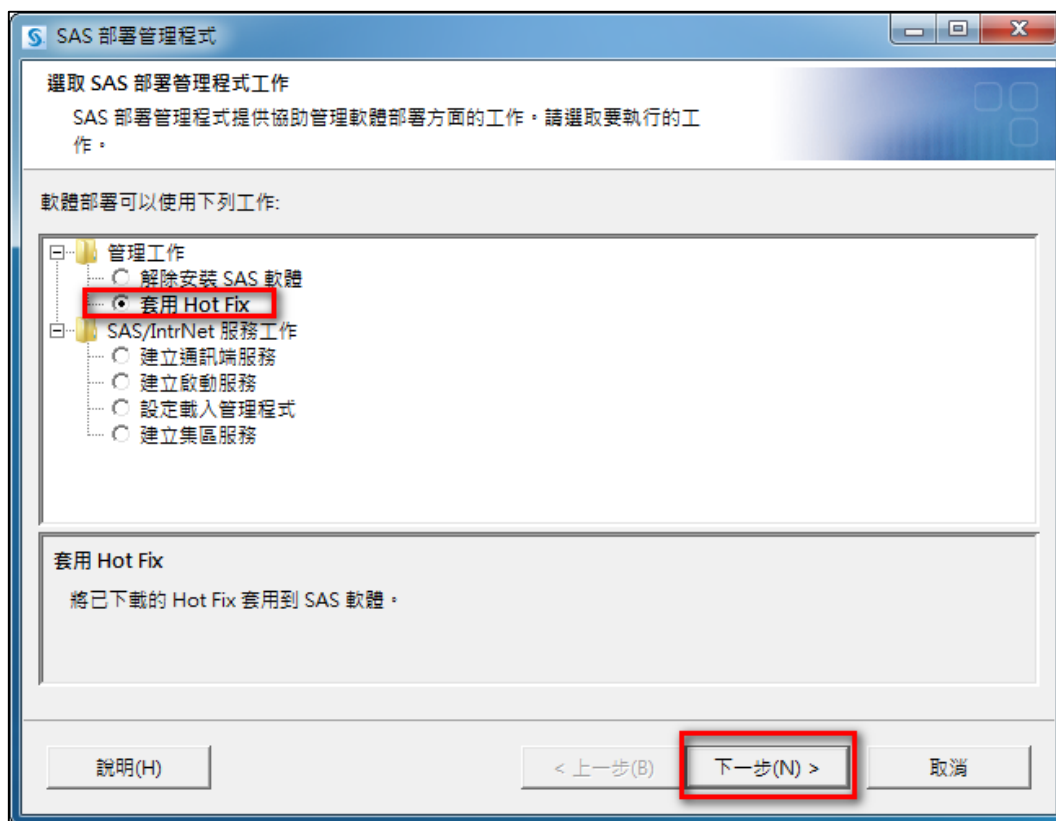 SAS 部署管理程式
選取 SAS 部署管理程式工作
SAS 部署管理程式提供協助管理軟體部署方面的工作。請選取要執行的工
作。
軟體部署可以使用下列工作:
管理工作
解除安裝 SAS 軟體
套用 Hot Fix
SAS/IntrNet 服務工作
建立通訊端服務
建立啟動服務
設定載入管理程式
建立集區服務
套用 Hot Fix
將已下載的 Hot Fix 套用到 SAS 軟體。
說明(H)
< 上一步(B)
下一步(N) >
取消